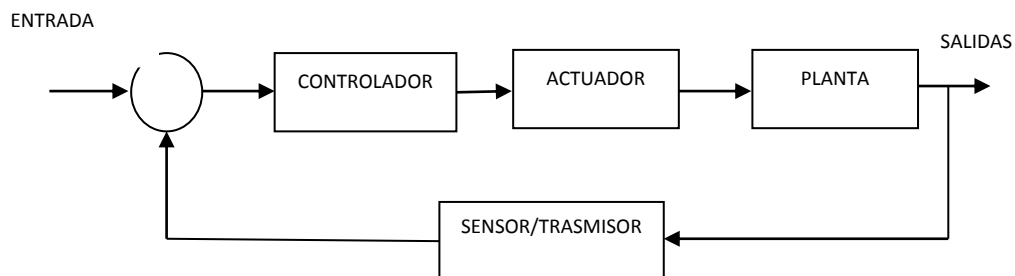 ENTRADA
SALIDAS
CONTROLADOR
ACTUADOR
PLANTA
SENSOR/TRASMISOR